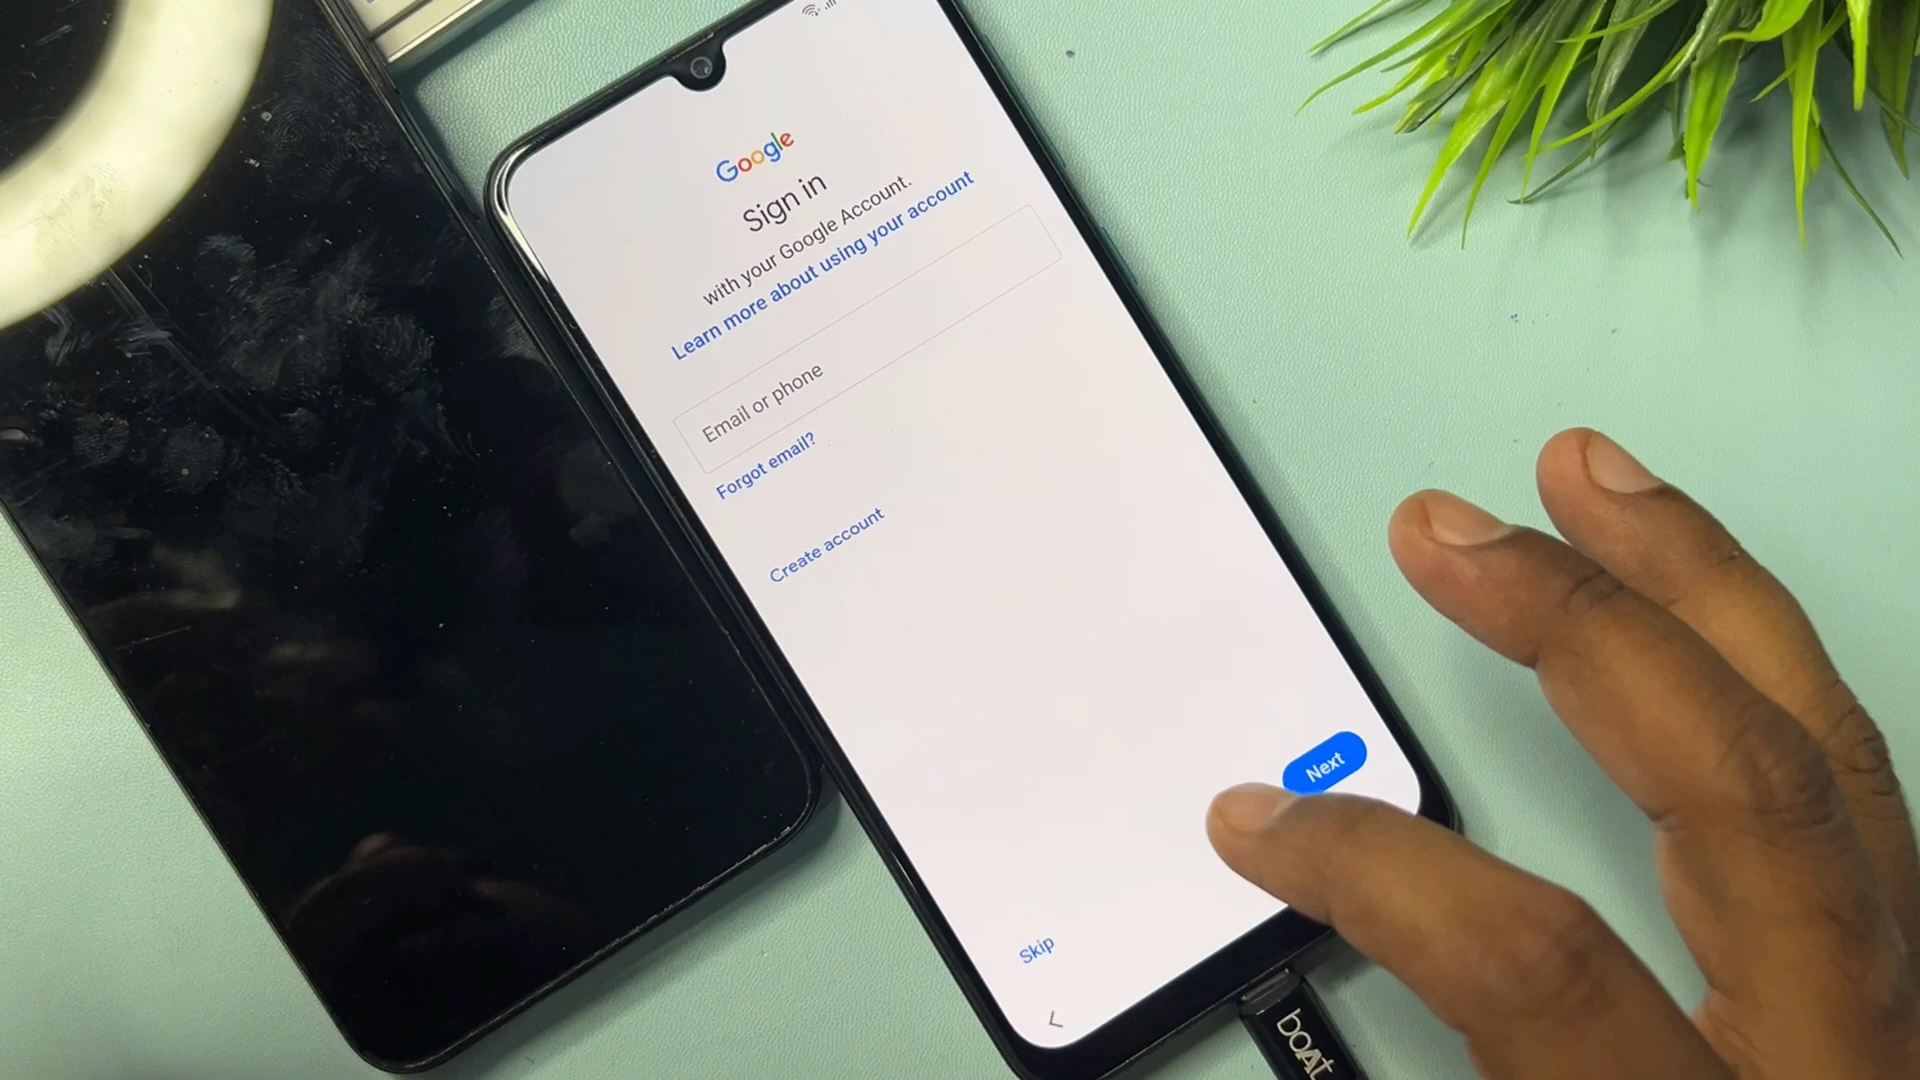 Google
Sign in
with your Google Account.
Learn more about using your account
Email or phone
Forgot email?
Create account
Next
Skip
boAt